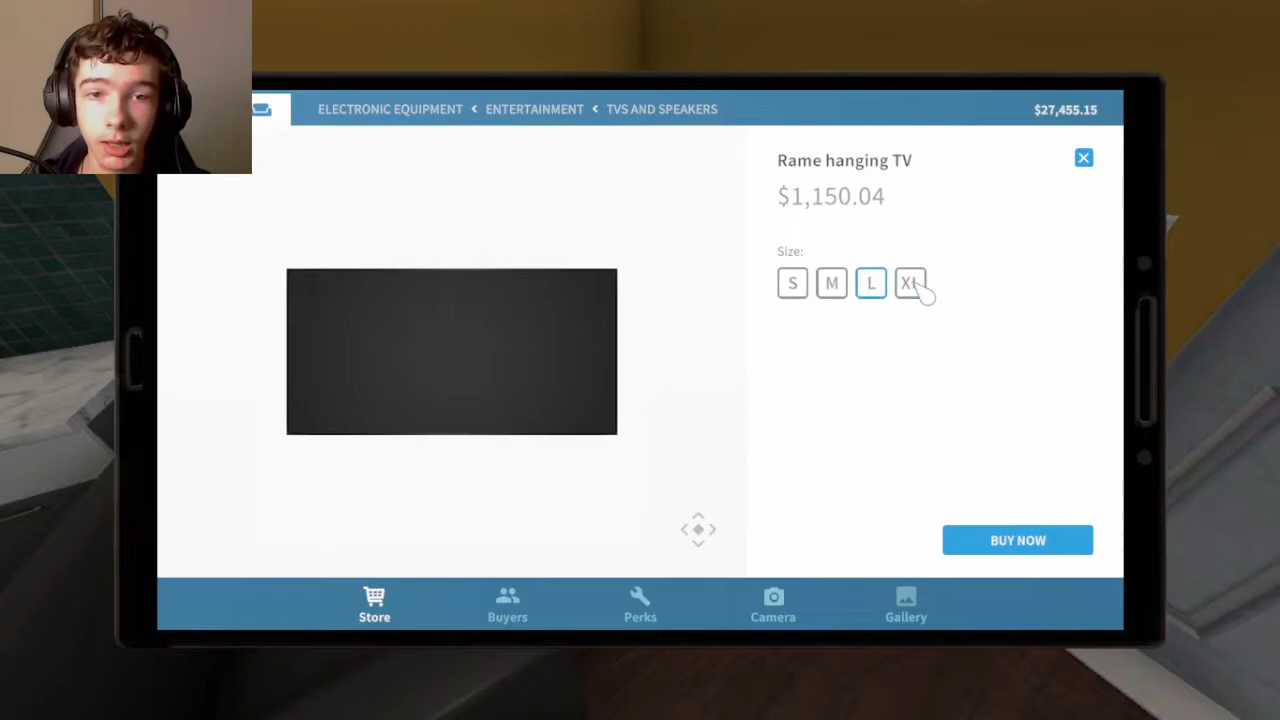 ELECTRONIC EQUIPMENT < ENTERTAINMENT < TVS AND SPEAKERS
$27,455.15
Rame hanging TV
$1,150.04
Size:
S M L XL
BUY NOW
Store Buyers Perks Camera Gallery